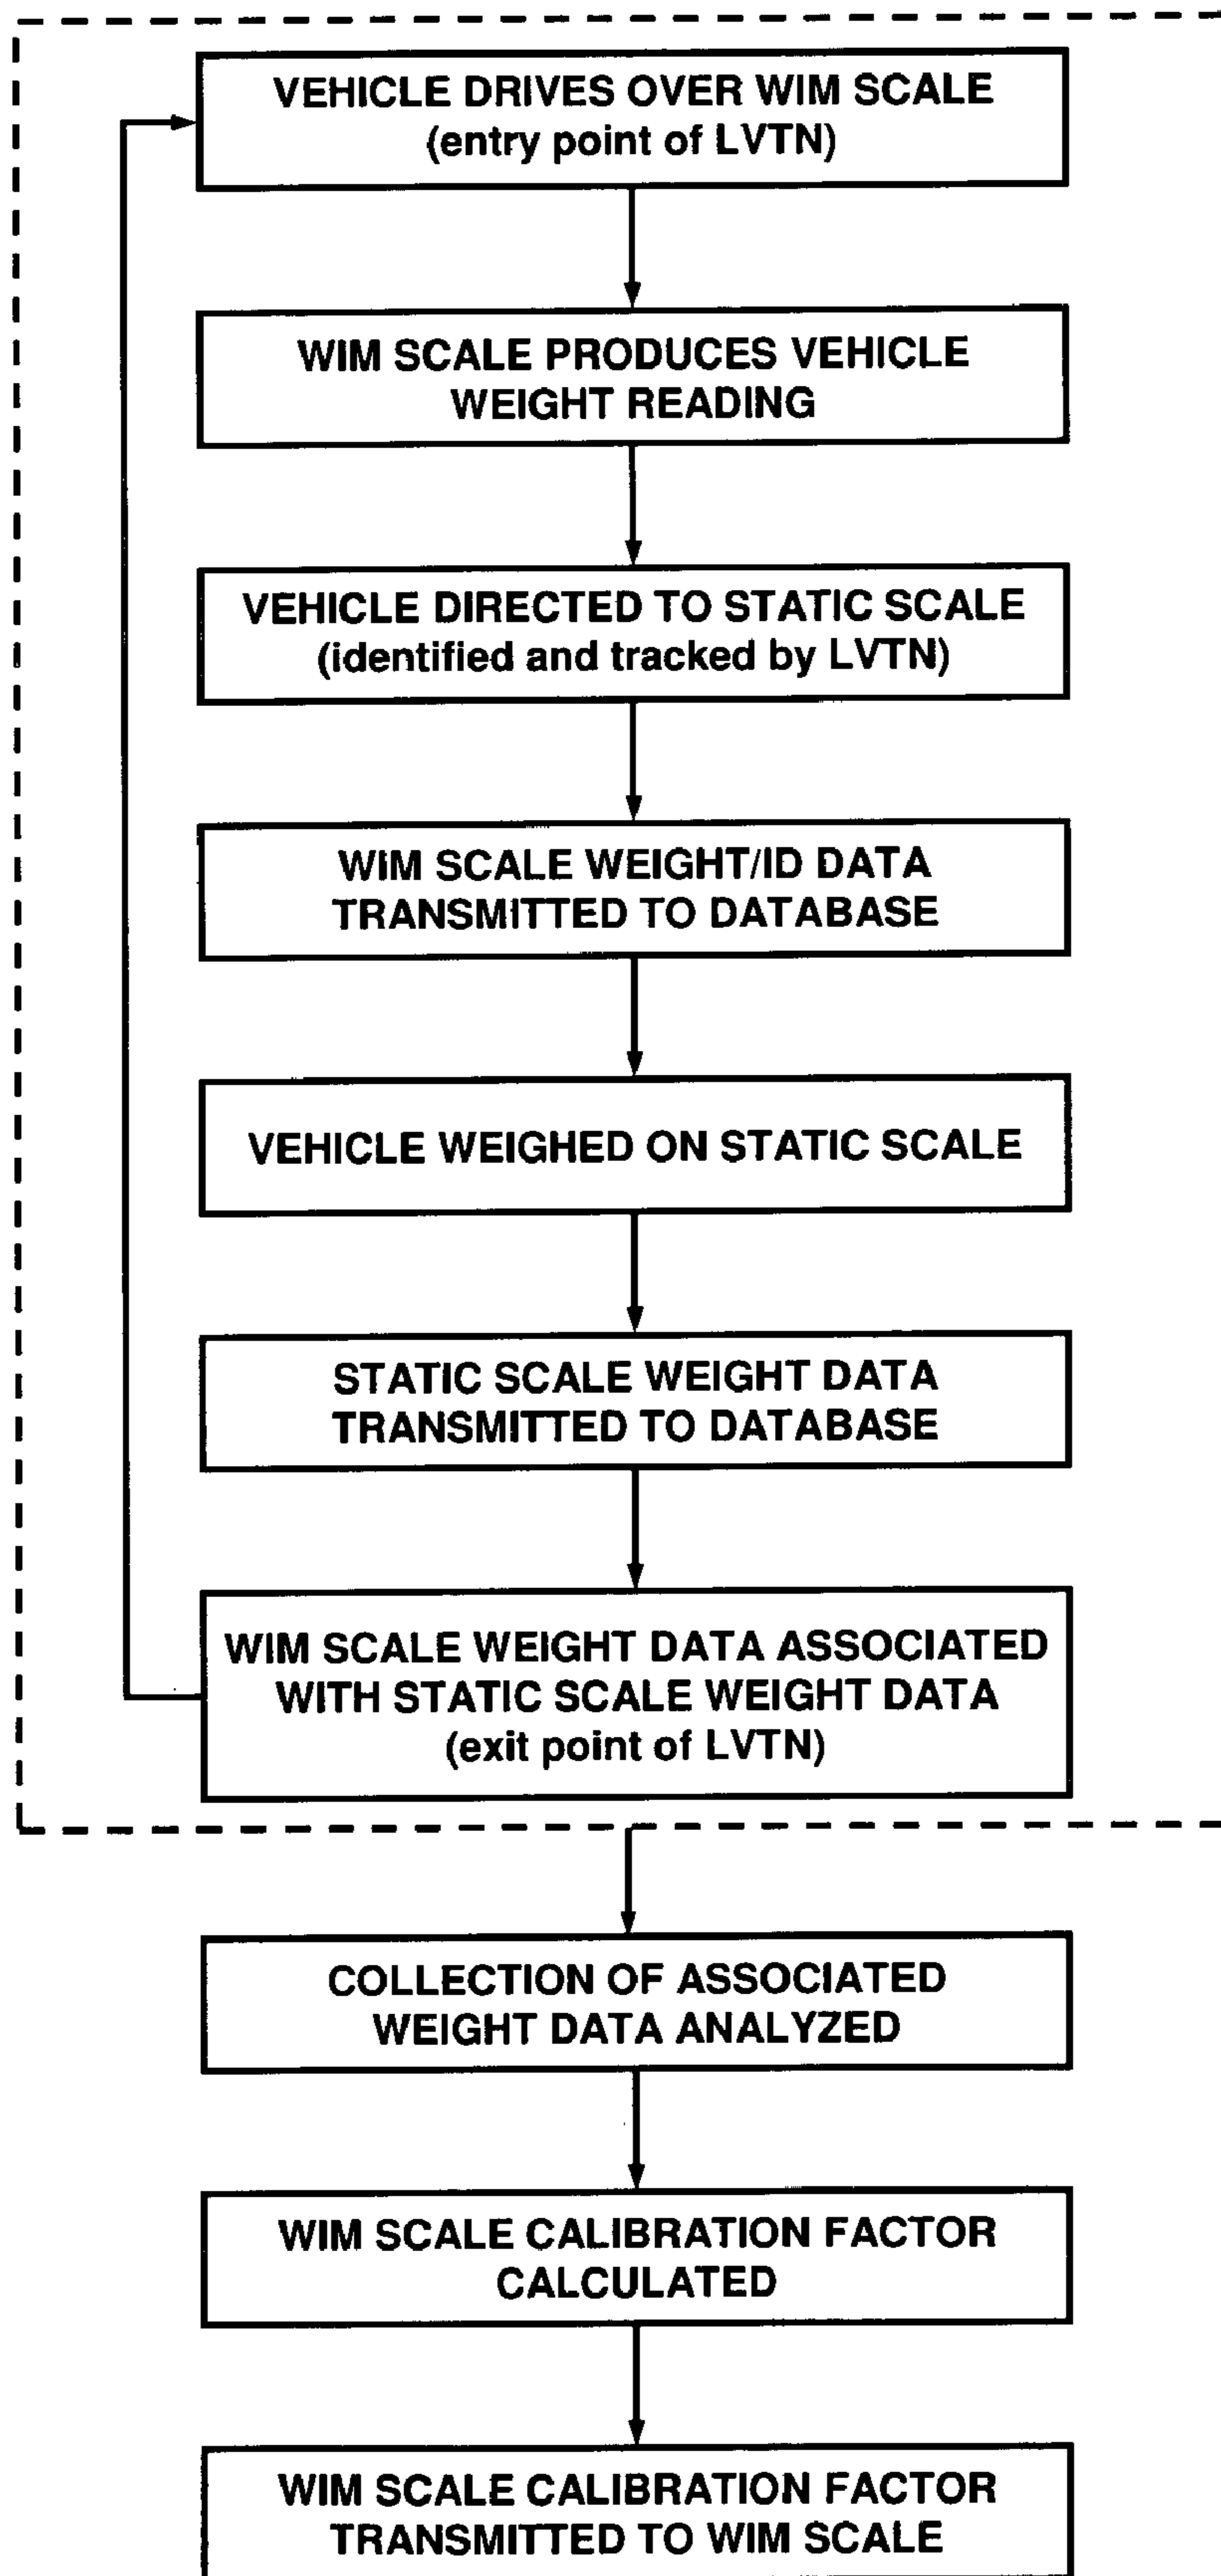 VEHICLE DRIVES OVER WIM SCALE
(entry point of LVTN)
WIM SCALE PRODUCES VEHICLE
WEIGHT READING
VEHICLE DIRECTED TO STATIC SCALE
(identified and tracked by LVTN)
WIM SCALE WEIGHT/ID DATA
TRANSMITTED TO DATABASE
VEHICLE WEIGHED ON STATIC SCALE
STATIC SCALE WEIGHT DATA
TRANSMITTED TO DATABASE
WIM SCALE WEIGHT DATA ASSOCIATED
WITH STATIC SCALE WEIGHT DATA
(exit point of LVTN)
COLLECTION OF ASSOCIATED
WEIGHT DATA ANALYZED
WIM SCALE CALIBRATION FACTOR
CALCULATED
WIM SCALE CALIBRATION FACTOR
TRANSMITTED TO WIM SCALE